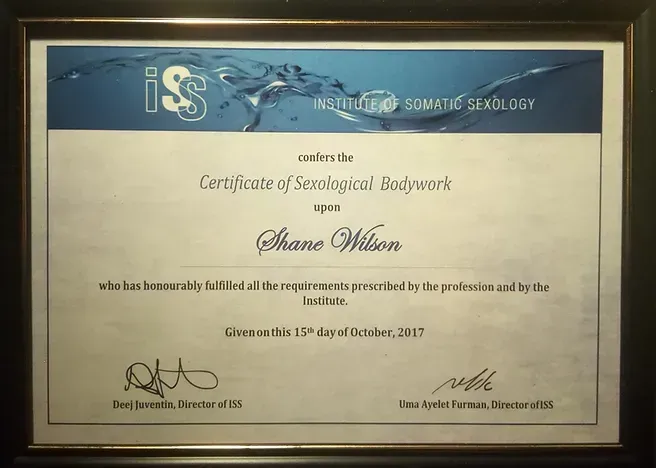 iSS
INSTITUTE OF SOMATIC SEXOLOGY
confers the
Certificate of Sexological Bodywork
upon
Shane Wilson
who has honourably fulfilled all the requirements prescribed by the profession and by the
Institute.
Given on this 15th day of October, 2017
Deej Juventin, Director of ISS
Uma Ayelet Furman, Director of ISS